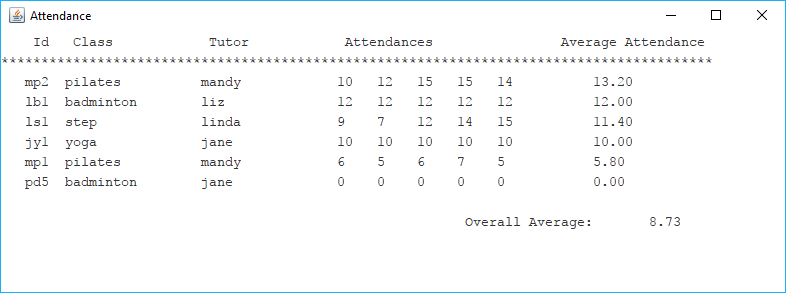 Attendance
Id Class Tutor Attendances Average Attendance
*****************************************************************************************
mp2 pilates mandy 10 12 15 15 14 13.20
lb1 badminton liz 12 12 12 12 12 12.00
ls1 step linda 9 7 12 14 15 11.40
jy1 yoga jane 10 10 10 10 10 10.00
mp1 pilates mandy 6 5 6 7 5 5.80
pd5 badminton jane 0 0 0 0 0 0.00
Overall Average: 8.73